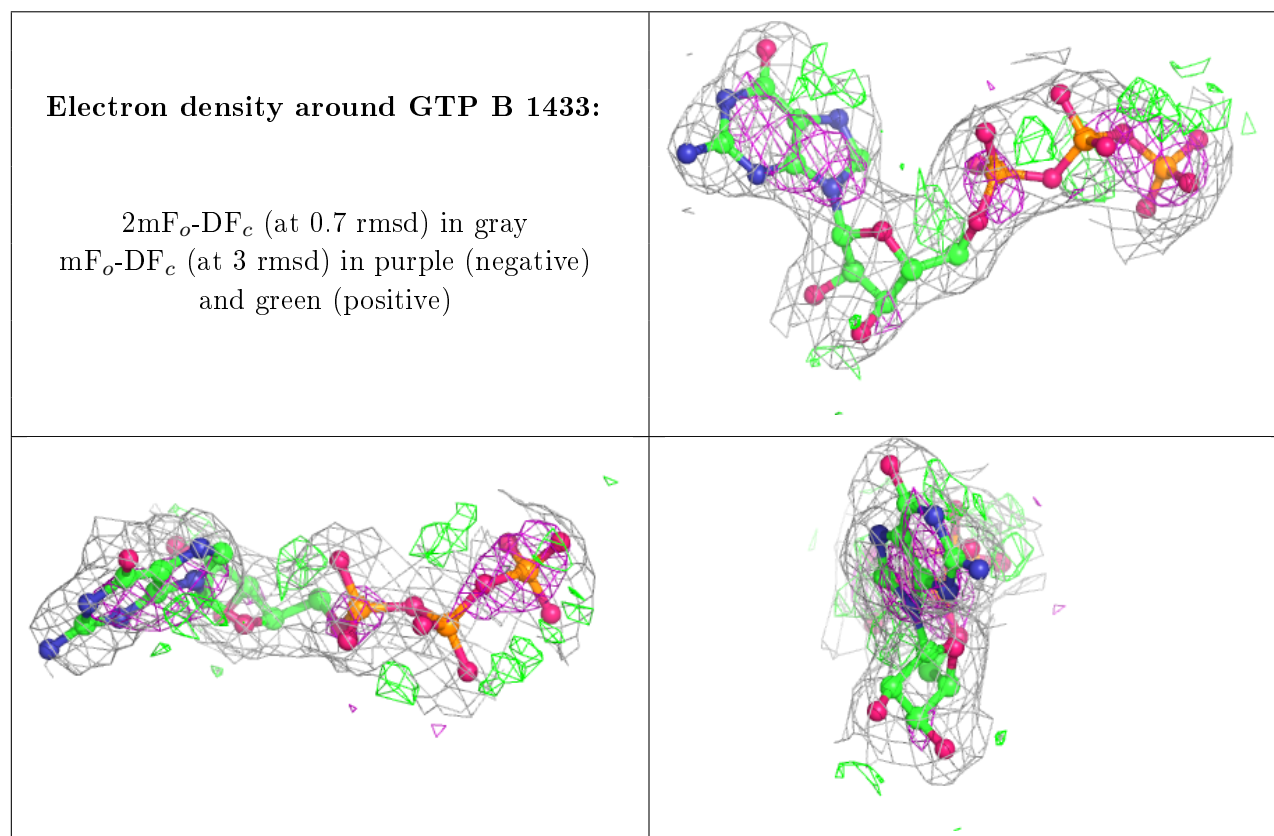 Electron density around GTP B 1433:
2mFo-DFc (at 0.7 rmsd) in gray
mFo-DFc (at 3 rmsd) in purple (negative)
and green (positive)